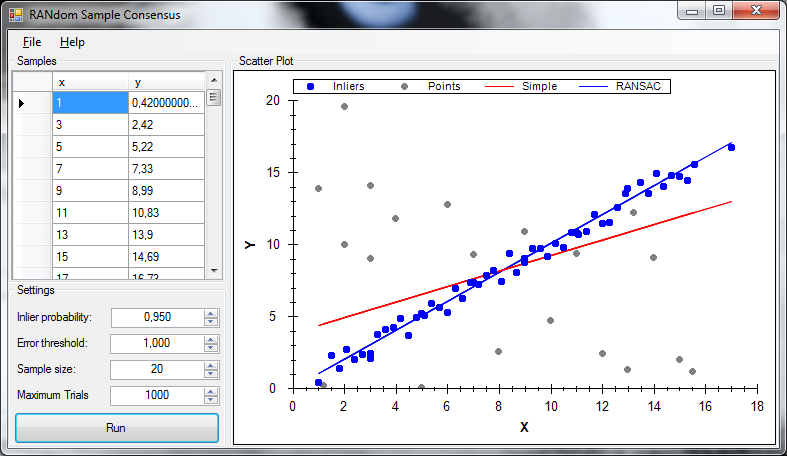 RANdom Sample Consensus
File Help
Samples
x y
1 0,42000000...
3 2,42
5 5,22
7 7,33
9 8,99
11 10,83
13 13,9
15 14,69
17 16,73
Settings
Inlier probability: 0,950
Error threshold: 1,000
Sample size: 20
Maximum Trials 1000
Run
Scatter Plot
Inliers Points Simple RANSAC
20
15
10
5
0
Y
0 2 4 6 8 10 12 14 16 18
X